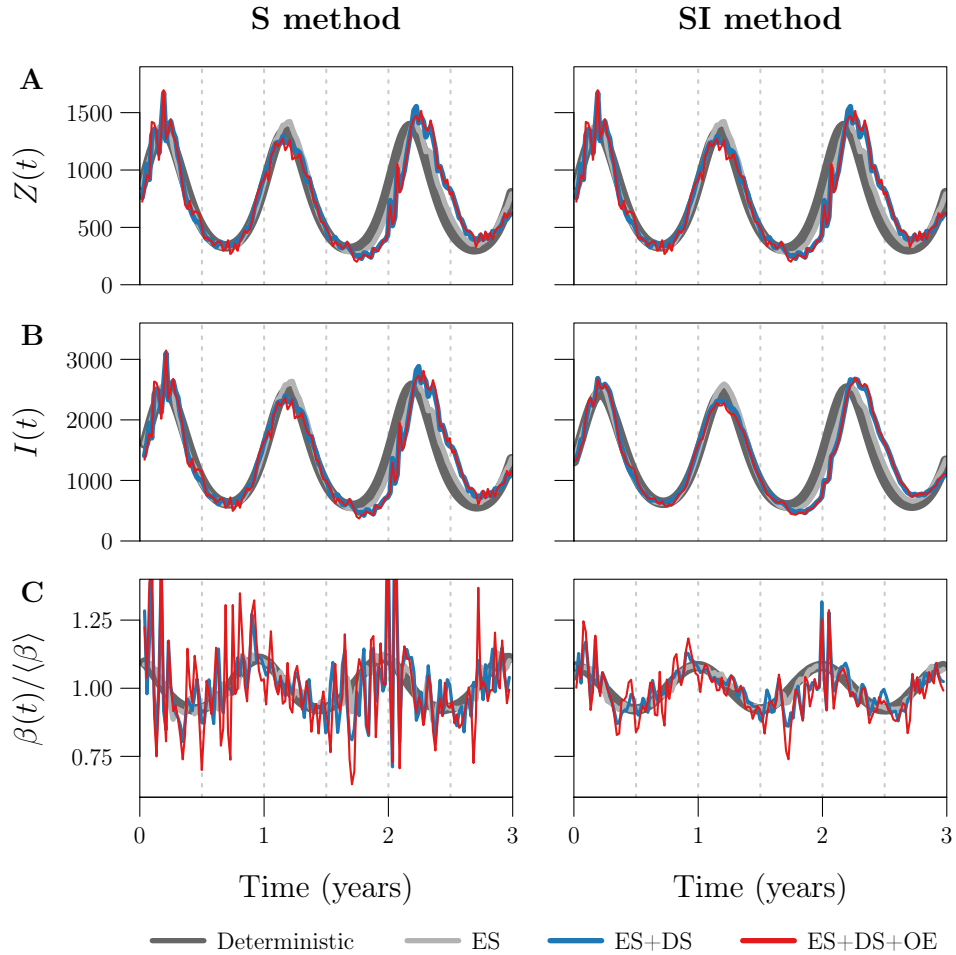 S method SI method
A
Z(t)
1500
1000
500
0
B
I(t)
3000
2000
1000
0
C
β(t)/⟨β⟩
1.25
1.00
0.75
0 1 2 3 0 1 2 3
Time (years) Time (years)
Deterministic ES ES+DS ES+DS+OE